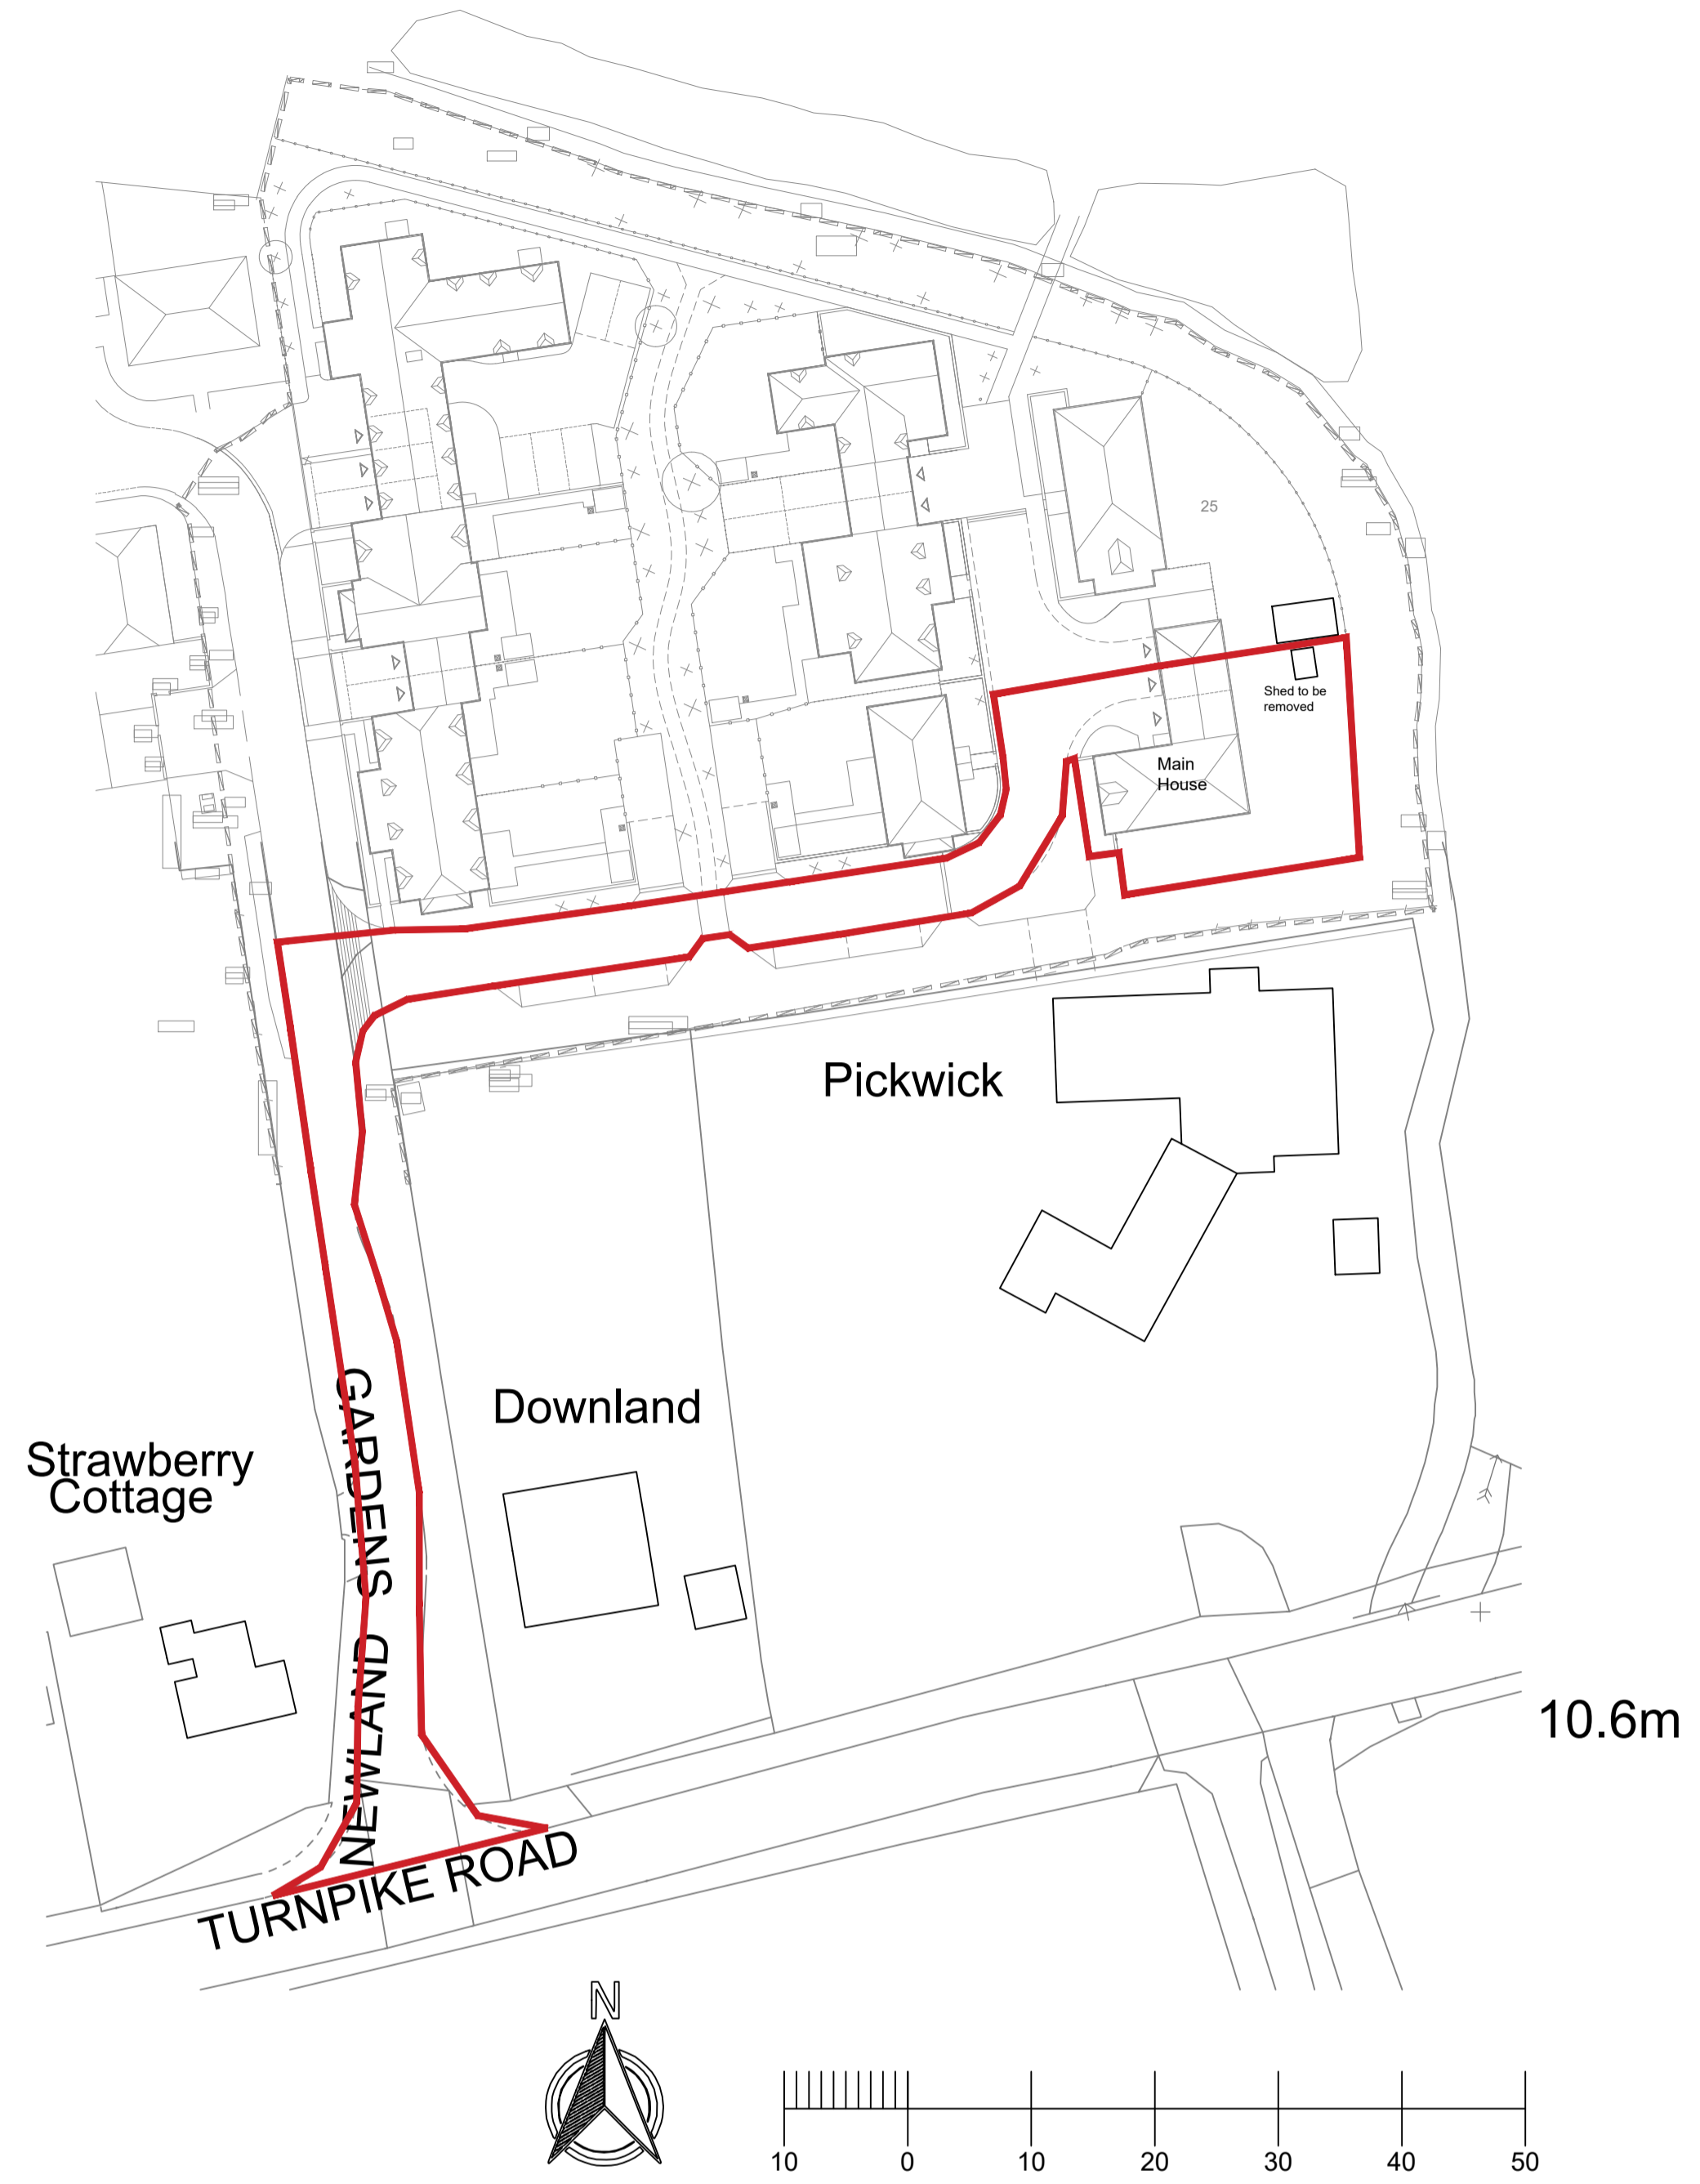 25
Shed to be
removed
Main
House
Pickwick
Downland
Strawberry
Cottage
NEWLAND GARDENS
10.6m
TURNPIKE ROAD
N
10 0 10 20 30 40 50